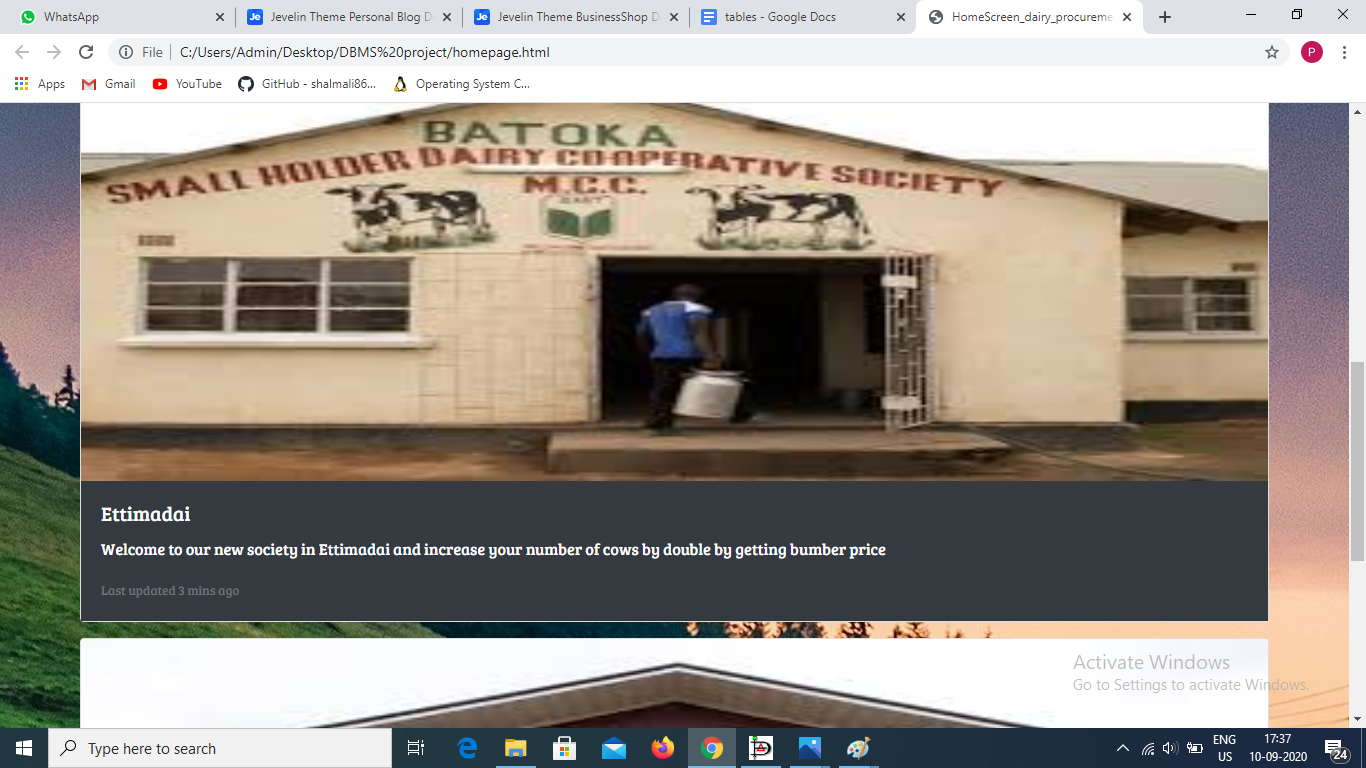 WhatsApp
Jevelin Theme Personal Blog D
Jevelin Theme BusinessShop D
tables - Google Docs
HomeScreen_dairy_procureme
File
C:/Users/Admin/Desktop/DBMS%20project/homepage.html
P
Apps
Gmail
YouTube
GitHub - shalmali86...
Operating System C...
BATOKA
SMALL HOLDER DAIRY CO-OPERATIVE SOCIETY
M.C.C.
Ettimadai
Welcome to our new society in Ettimadai and increase your number of cows by double by getting bumber price
Last updated 3 mins ago
Activate Windows
Go to Settings to activate Windows.
Type here to search
ENG
US
17:37
10-09-2020
24